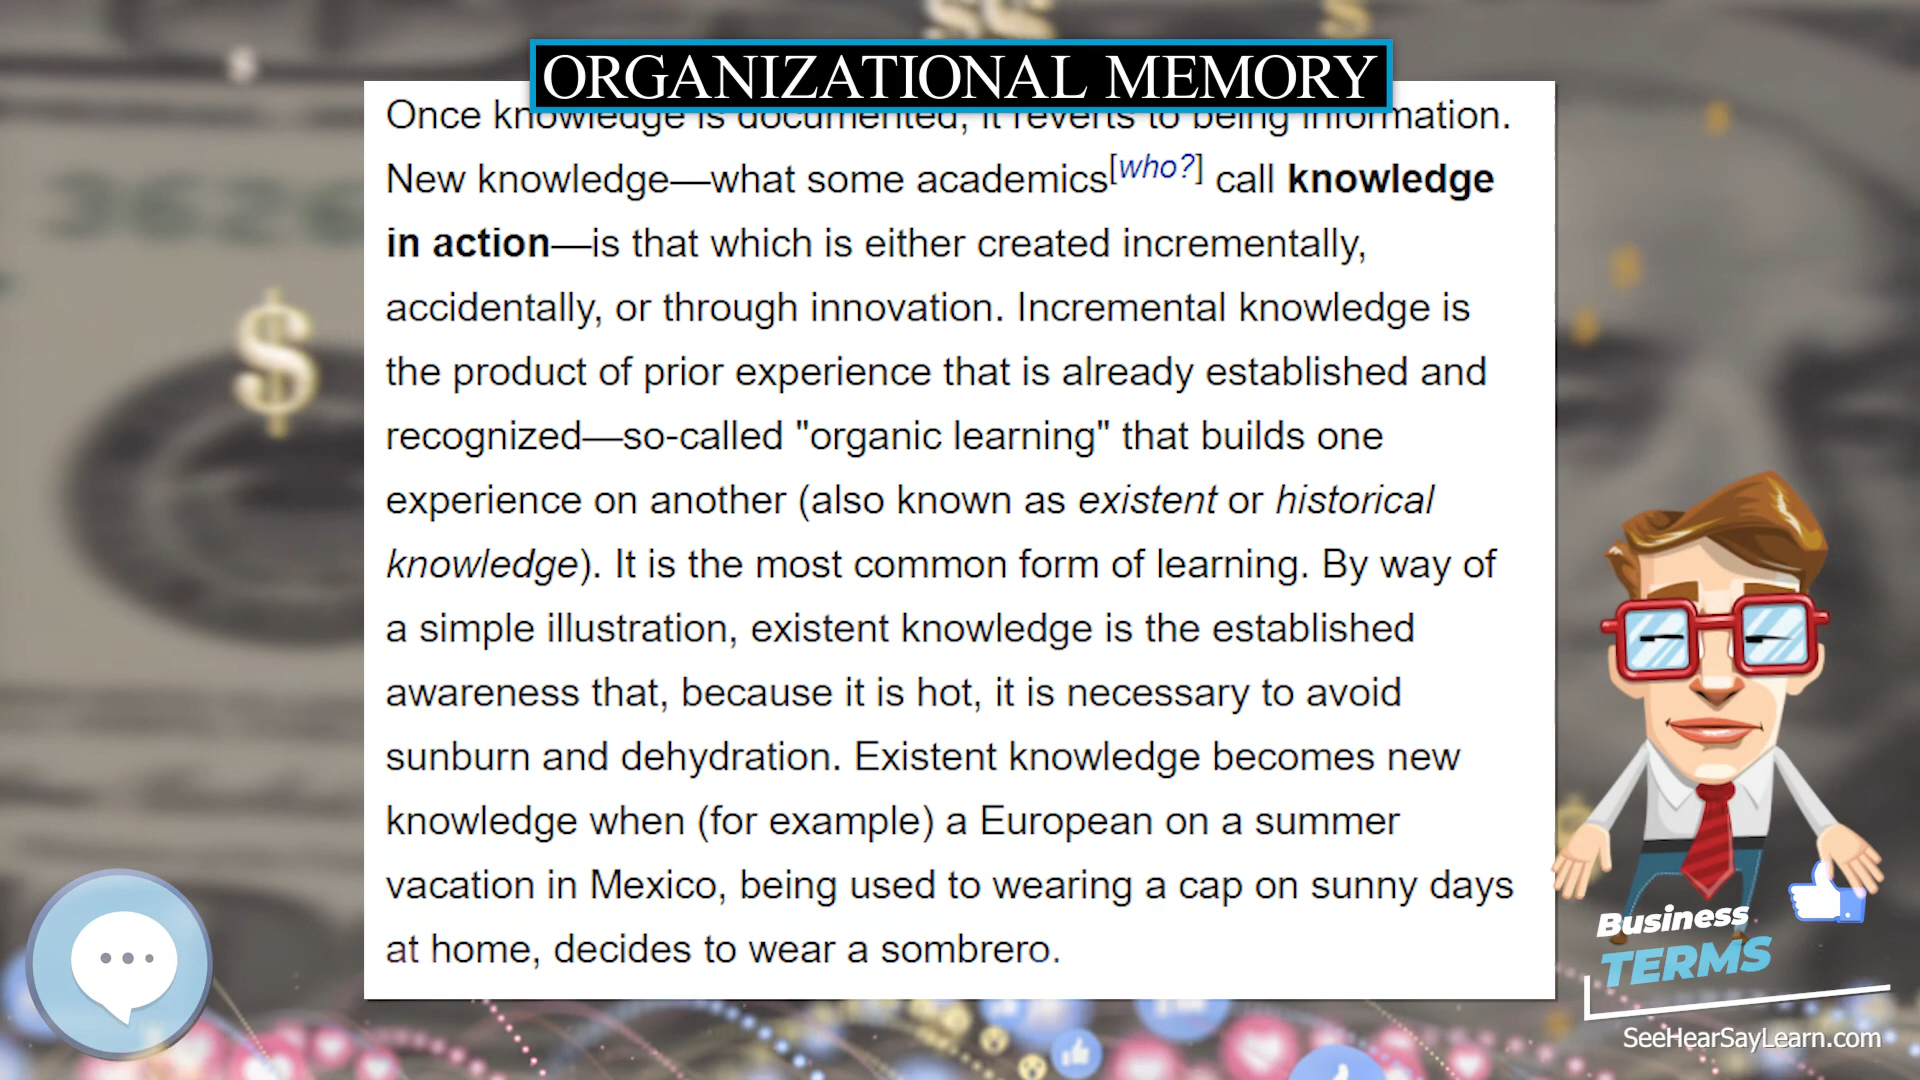 ORGANIZATIONAL MEMORY
Once knowledge is documented, it reverts to being information.
New knowledge—what some academics[who?] call knowledge
in action—is that which is either created incrementally,
accidentally, or through innovation. Incremental knowledge is
the product of prior experience that is already established and
recognized—so-called "organic learning" that builds one
experience on another (also known as existent or historical
knowledge). It is the most common form of learning. By way of
a simple illustration, existent knowledge is the established
awareness that, because it is hot, it is necessary to avoid
sunburn and dehydration. Existent knowledge becomes new
knowledge when (for example) a European on a summer
vacation in Mexico, being used to wearing a cap on sunny days
at home, decides to wear a sombrero.
3626
$
Business
TERMS
SeeHearSayLearn.com